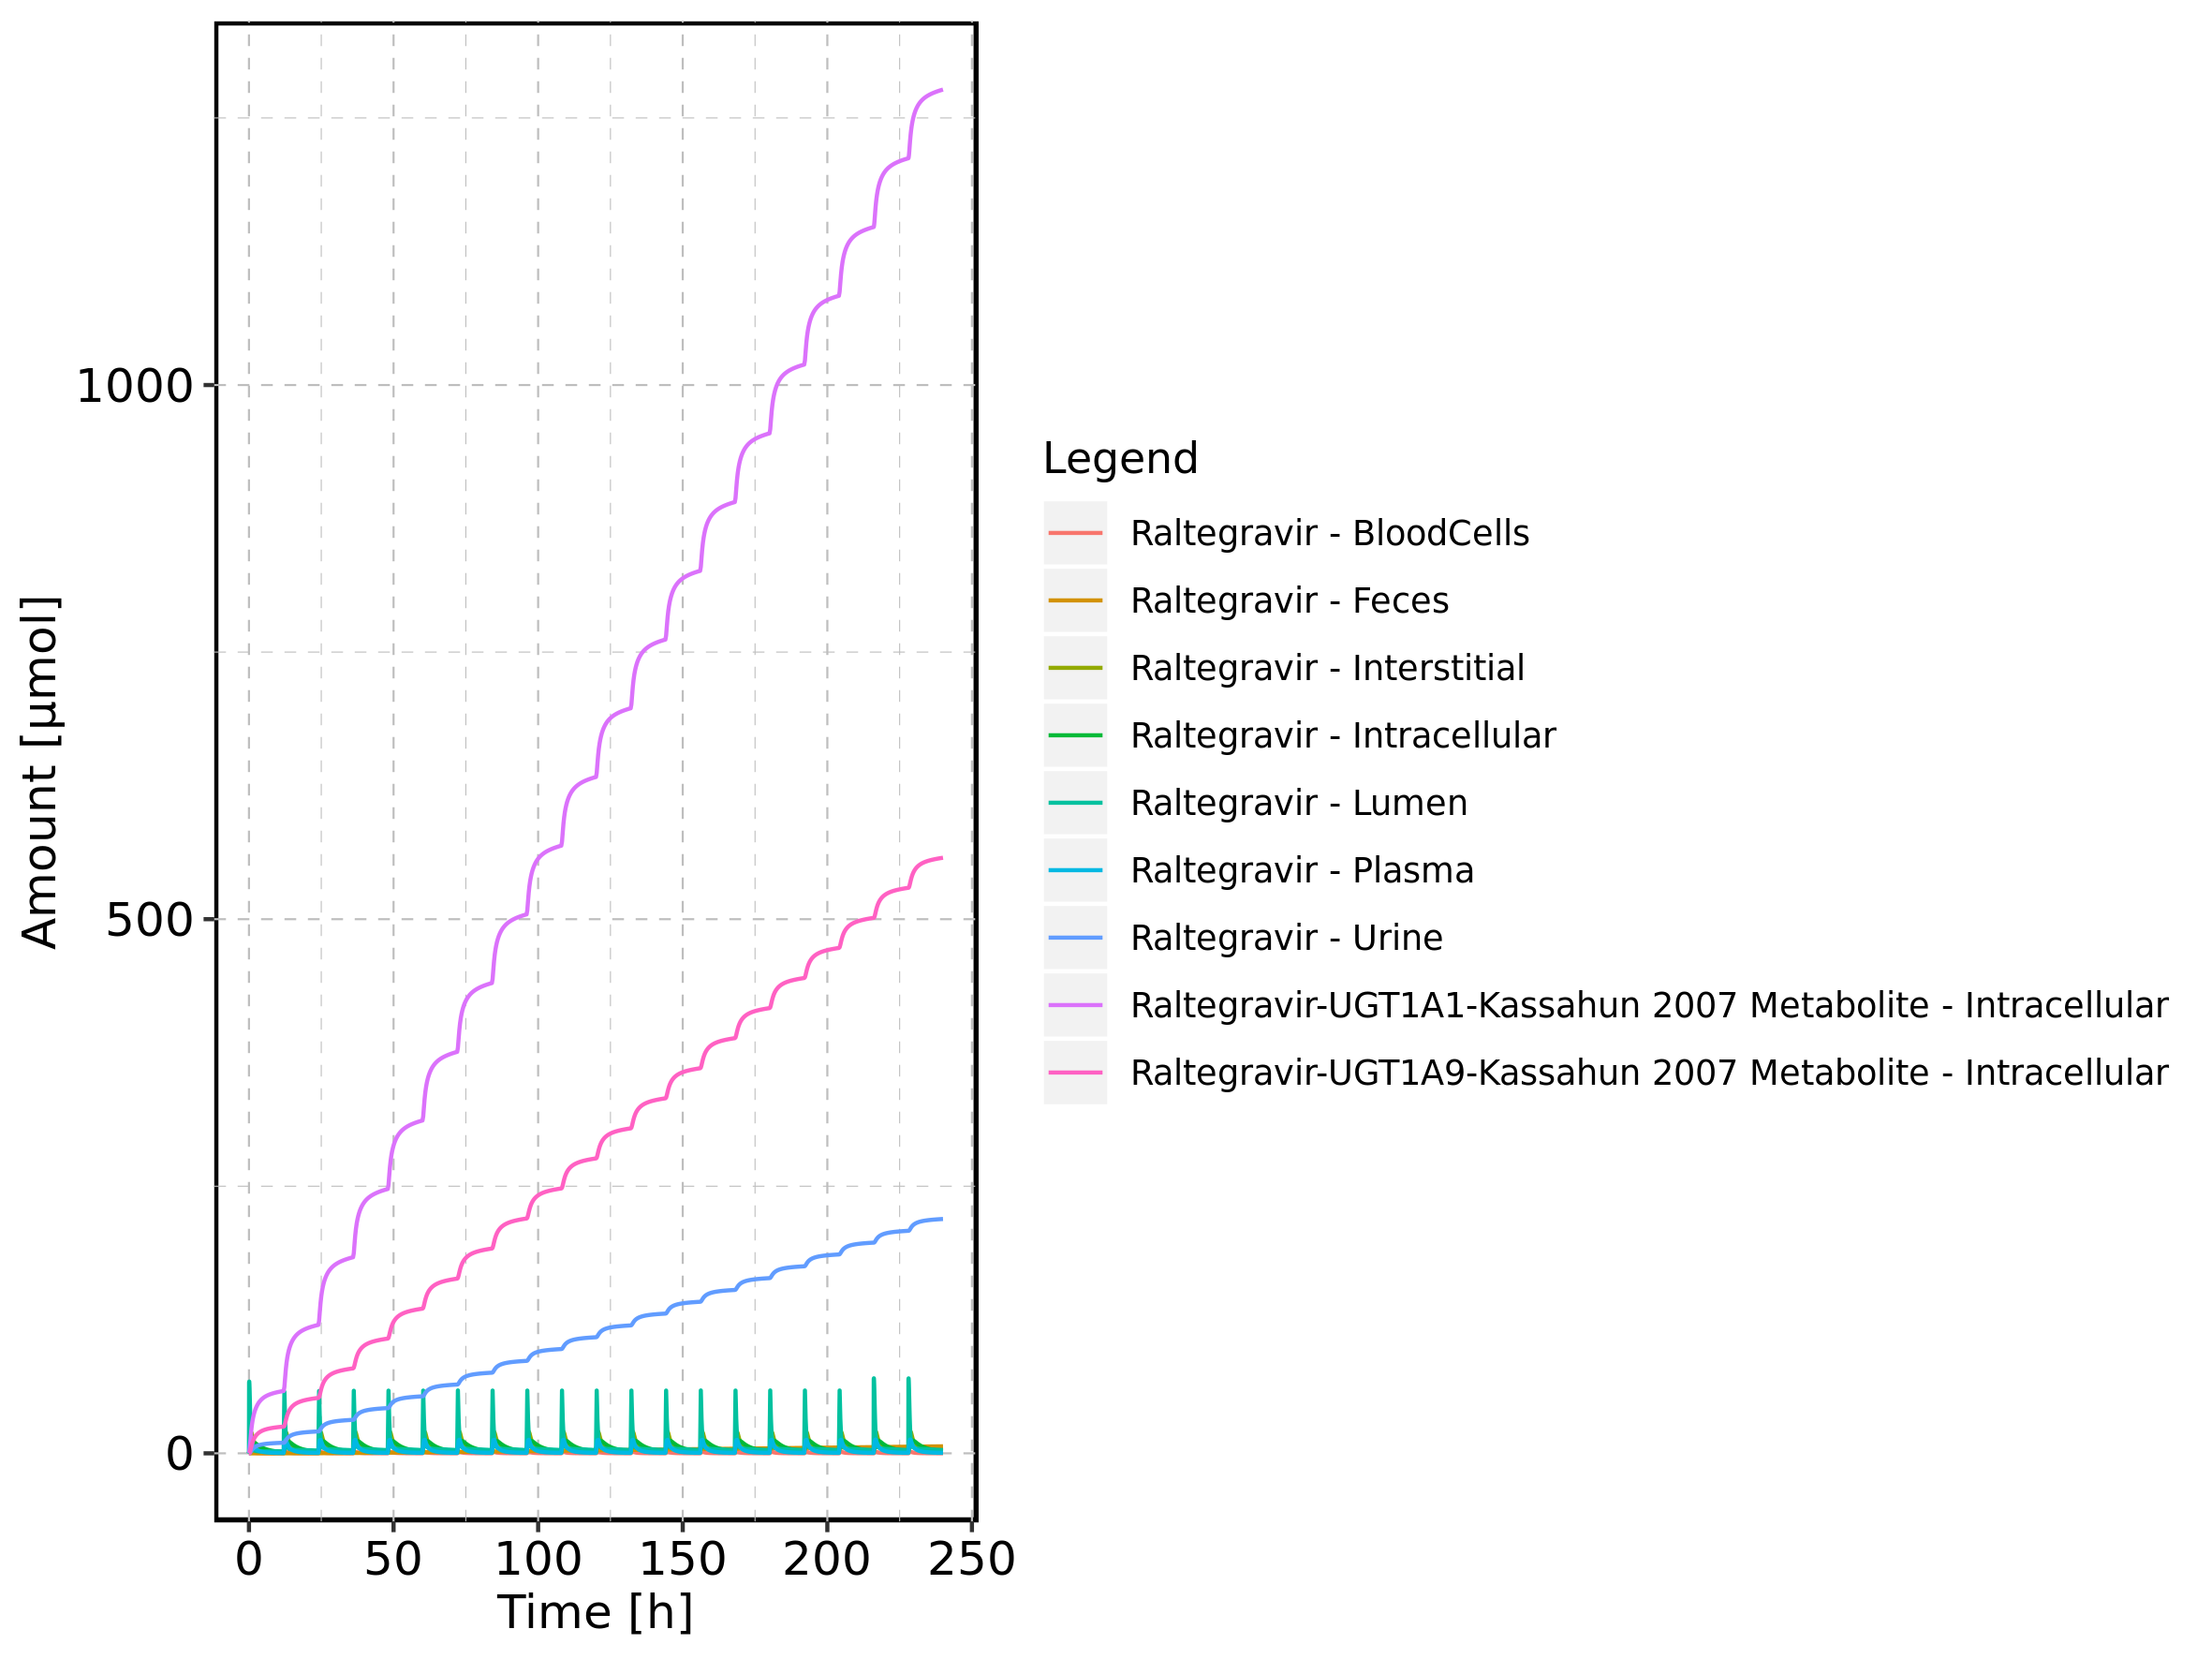 1000
500
0
Amount [µmol]
0 50 100 150 200 250
Time [h]
Legend
Raltegravir - BloodCells
Raltegravir - Feces
Raltegravir - Interstitial
Raltegravir - Intracellular
Raltegravir - Lumen
Raltegravir - Plasma
Raltegravir - Urine
Raltegravir-UGT1A1-Kassahun 2007 Metabolite - Intracellular
Raltegravir-UGT1A9-Kassahun 2007 Metabolite - Intracellular